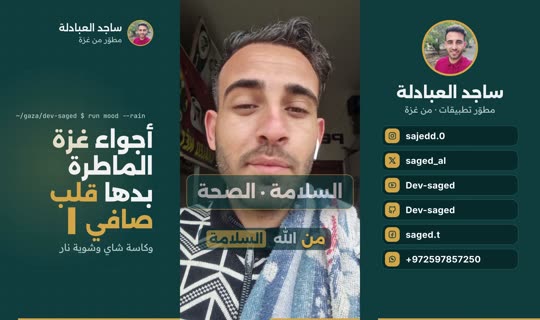 ساجد العبادلة
مطوّر من غزة
~/gaza/dev-saged $ run mood --rain
أجواء غزة
الماطرة
بدها قلب
صافي
وكاسة شاي وشوية نار
السلامة · الصحة
من الله السلامة
ساجد العبادلة
مطوّر تطبيقات · من غزة
sajedd.0
saged_al
Dev-saged
Dev-saged
saged.t
+972597857250